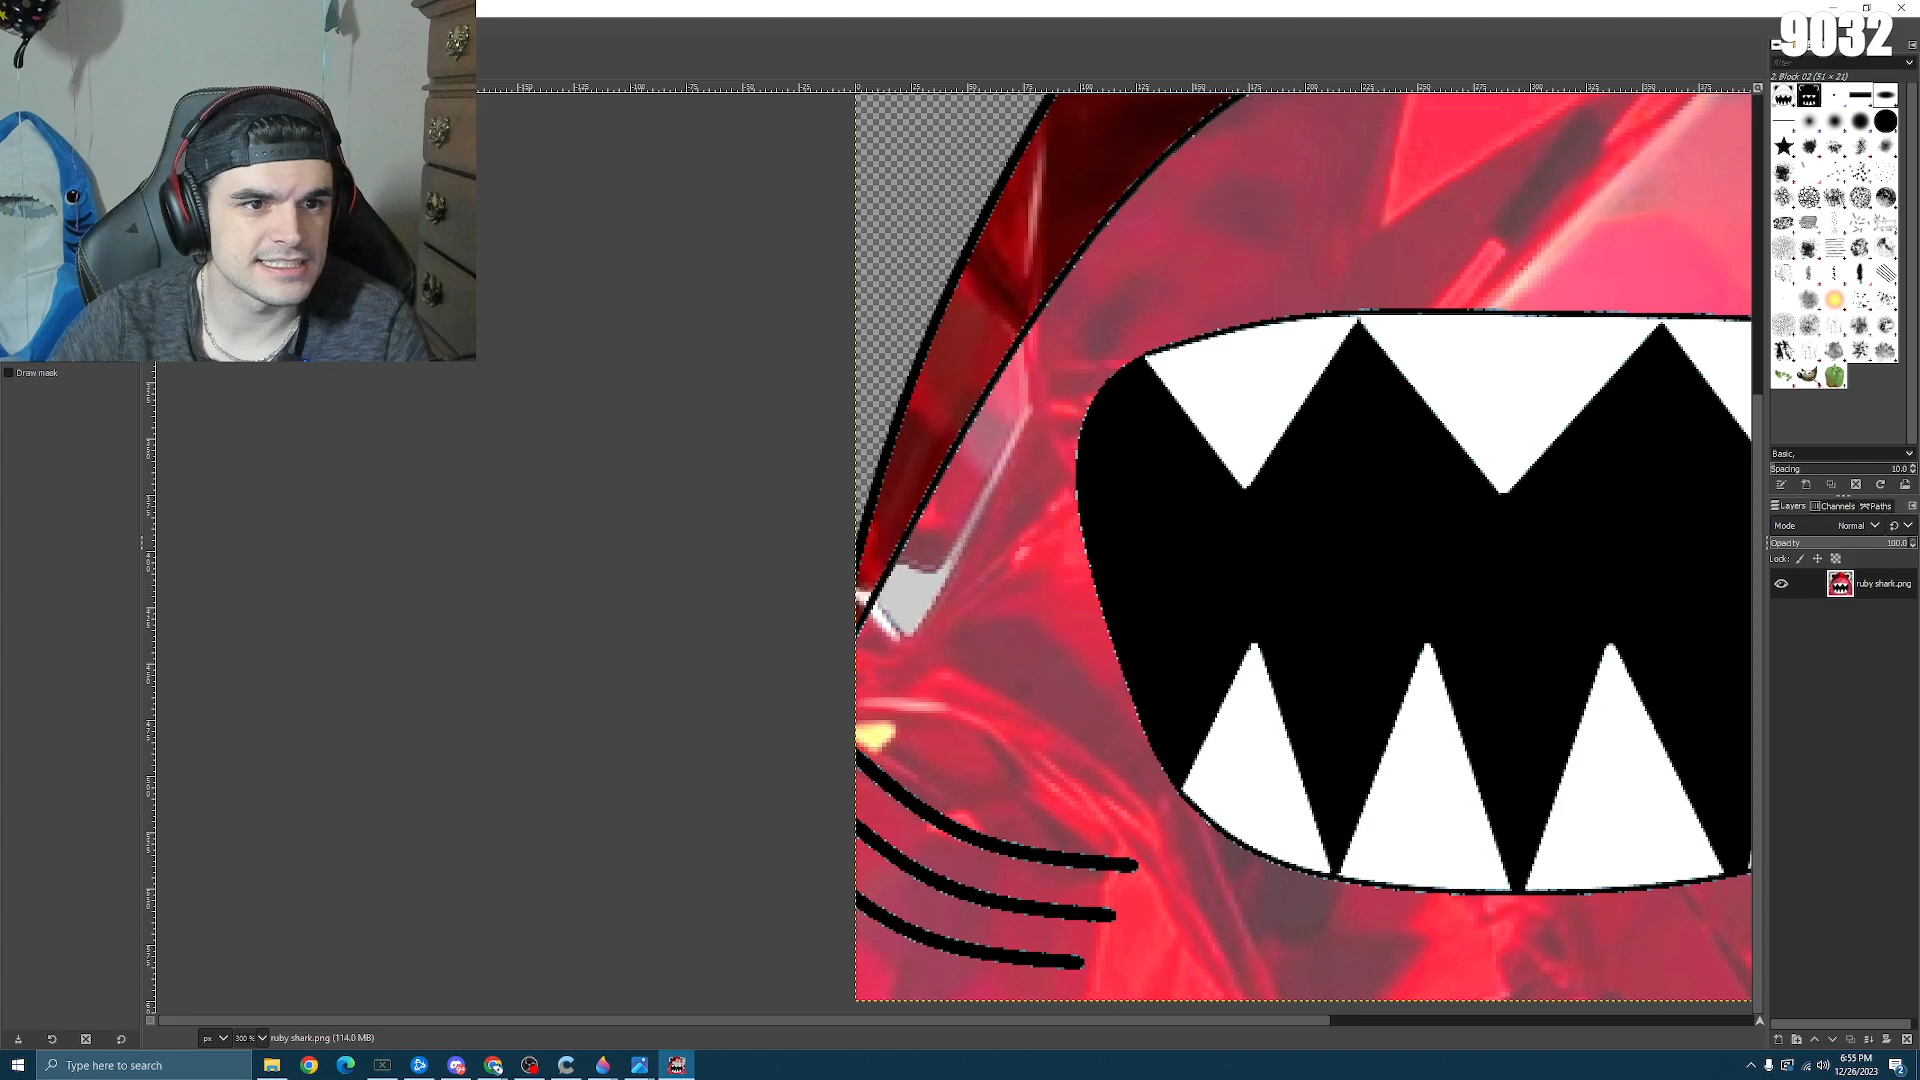 9032
filter
2. Block 02 (51 × 21)
Basic,
Spacing 10.0
Layers Channels Paths
Mode Normal
Opacity 100.0
Lock:
ruby shark.png
Draw mask
px 300 % ruby shark.png (114.0 MB)
Type here to search
6:55 PM
12/26/2023